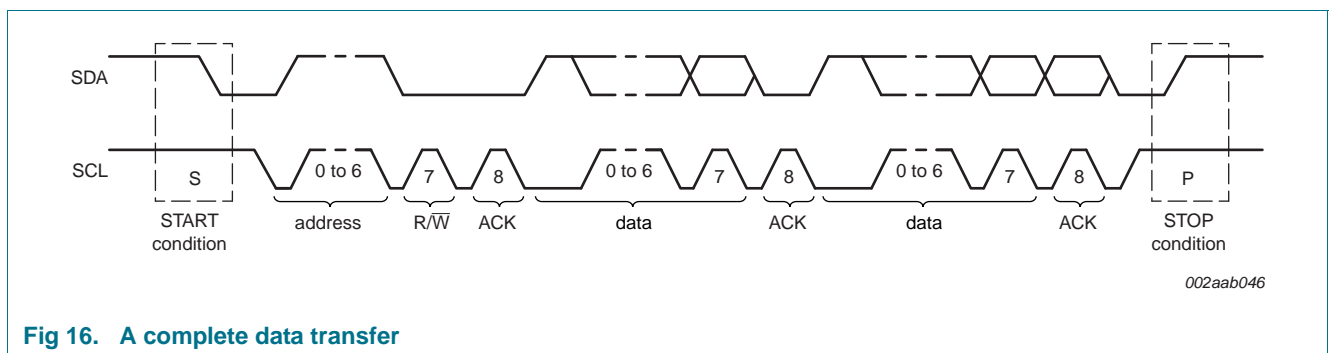 SDA
SCL
S
0 to 6
7
8
0 to 6
7
8
0 to 6
7
8
P
START
condition
address
R/W̅
ACK
data
ACK
data
ACK
STOP
condition
002aab046
Fig 16. A complete data transfer